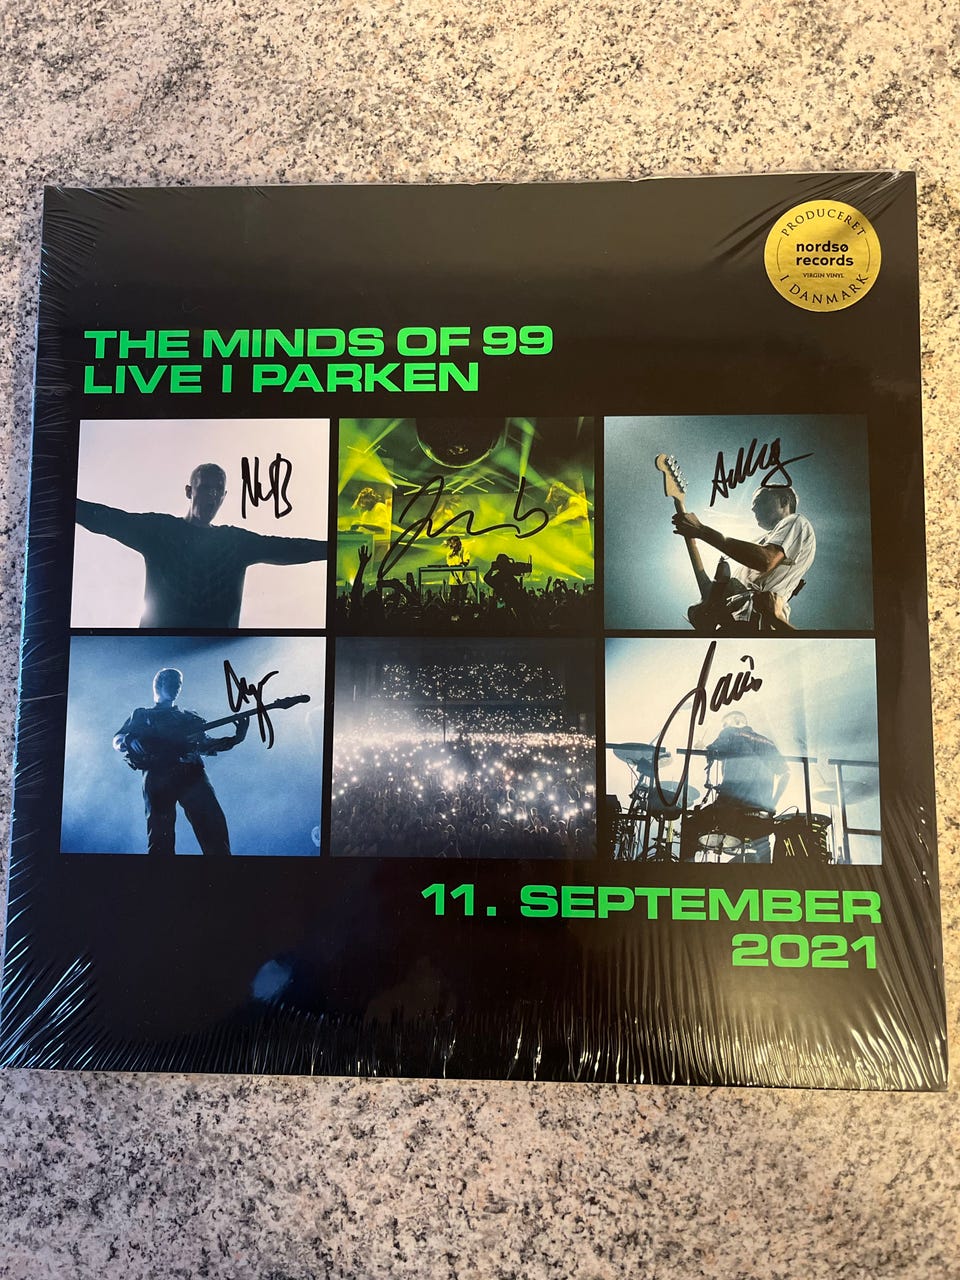 PRODUCERET
nordsø
records
VIRGIN VINYL
I DANMARK
THE MINDS OF 99
LIVE I PARKEN
11. SEPTEMBER
2021